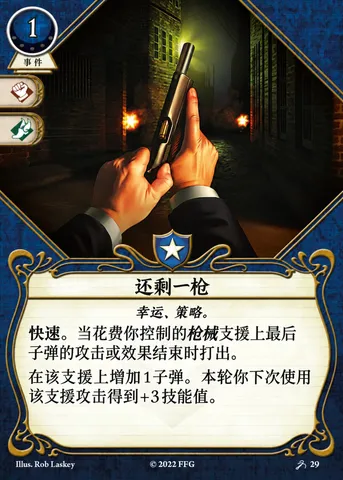 1
事件
还剩一枪
幸运、策略。
快速。当花费你控制的枪械支援上最后
子弹的攻击或效果结束时打出。
在该支援上增加1子弹。本轮你下次使用
该支援攻击得到+3技能值。
Illus. Rob Laskey
© 2022 FFG
29